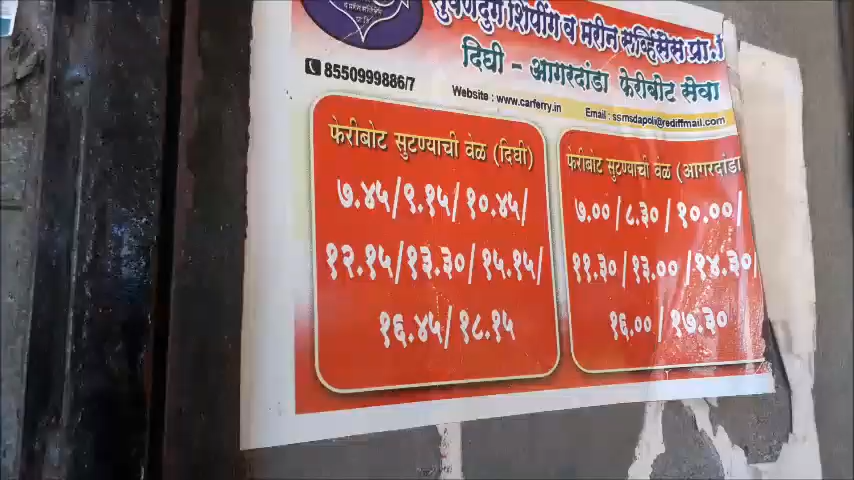 सुवर्णदुर्ग शिपींग व मरीन सर्व्हिसेस प्रा.
दिघी - आगरदांडा फेरीबोट सेवा
8550999886/7
Website : www.carferry.in
Email : ssmsdapoli@rediffmail.com
फेरीबोट सुटण्याची वेळ (दिघी)
७.४५/९.१५/१०.४५/
१२.१५/१३.३०/१५.१५/
१६.४५/१८.१५
फेरीबोट सुटण्याची वेळ (आगरदांडा
७.००/८.३०/१०.००/
११.३०/१३.००/१४.३०/
१६.००/१७.३०